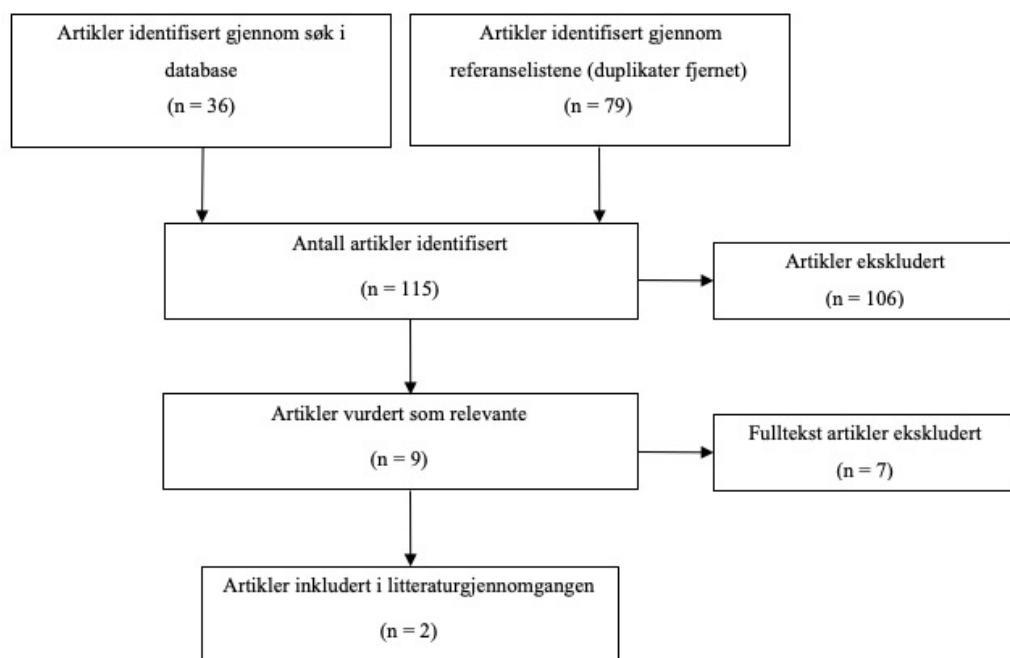 Artikler identifisert gjennom søk i
database
(n = 36)
Artikler identifisert gjennom
referanselistene (duplikater fjernet)
(n = 79)
Antall artikler identifisert
(n = 115)
Artikler ekskludert
(n = 106)
Artikler vurdert som relevante
(n = 9)
Fulltekst artikler ekskludert
(n = 7)
Artikler inkludert i litteraturgjennomgangen
(n = 2)